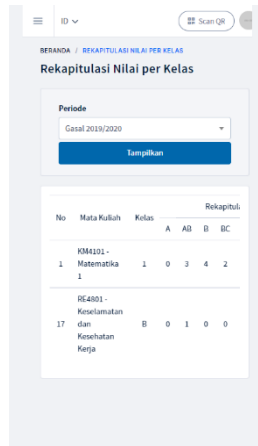 ID
Scan QR
BERANDA / REKAPITULASI NILAI PER KELAS
Rekapitulasi Nilai per Kelas
Periode
Gasal 2019/2020
Tampilkan
No Mata Kuliah Kelas Rekapitula
A AB B BC
1 KM4101 - Matematika 1 1 0 3 4 2
17 RE4801 - Keselamatan dan Kesehatan Kerja B 0 1 0 0